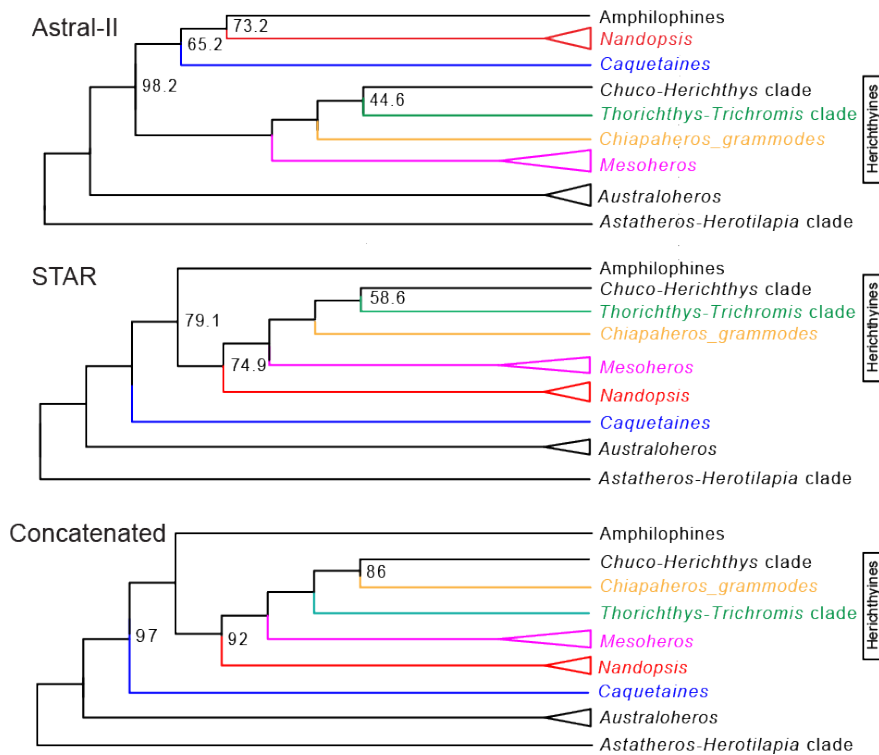 Astral-II
Amphilophines
73.2
Nandopsis
65.2
Caquetaines
98.2
Chuco-Herichthys clade
44.6
Thorichthys-Trichromis clade
Chiapaheros_grammodes
Mesoheros
Herichthyines
Australoheros
Astatheros-Herotilapia clade
STAR
Amphilophines
Chuco-Herichthys clade
58.6
Thorichthys-Trichromis clade
79.1
Chiapaheros_grammodes
74.9
Mesoheros
Herichthyines
Nandopsis
Caquetaines
Australoheros
Astatheros-Herotilapia clade
Concatenated
Amphilophines
Chuco-Herichthys clade
86
Chiapaheros_grammodes
Thorichthys-Trichromis clade
97
92
Mesoheros
Herichthyines
Nandopsis
Caquetaines
Australoheros
Astatheros-Herotilapia clade